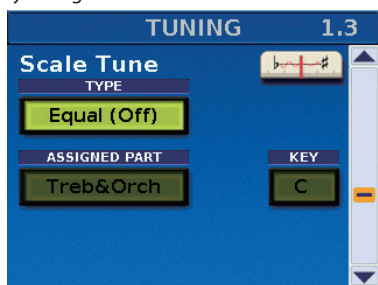 TUNING 1.3
Scale Tune
♭ ♯
TYPE
Equal (Off)
ASSIGNED PART KEY
Treb&Orch C